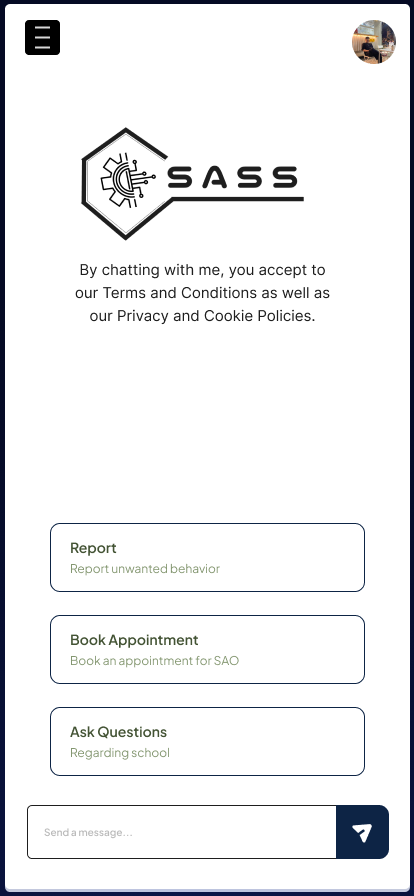 SASS
By chatting with me, you accept to
our Terms and Conditions as well as
our Privacy and Cookie Policies.
Report
Report unwanted behavior
Book Appointment
Book an appointment for SAO
Ask Questions
Regarding school
Send a message...